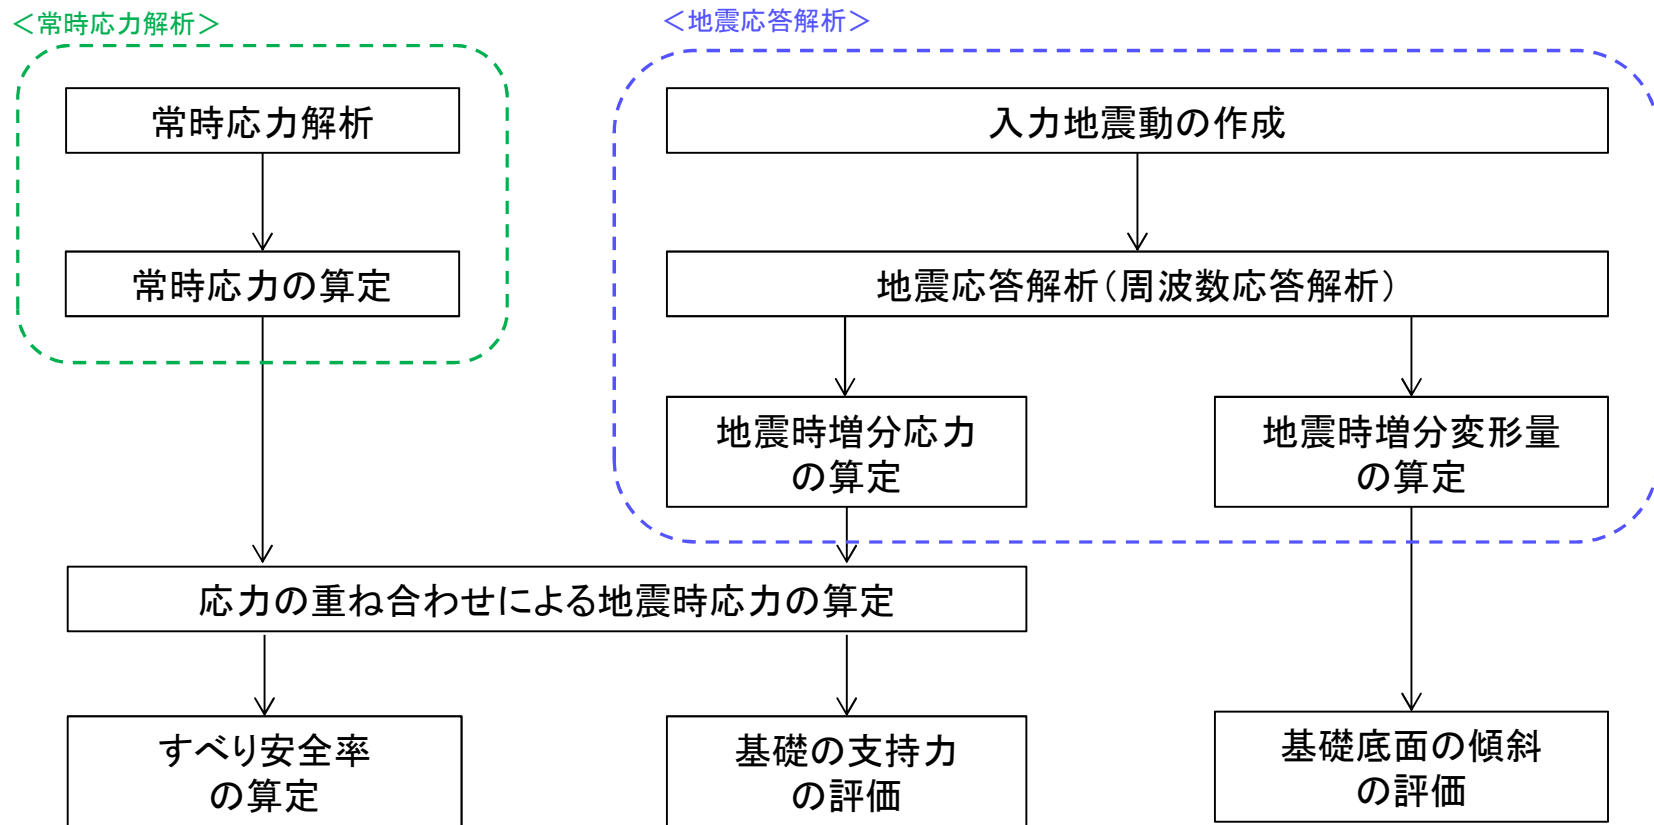 ＜常時応力解析＞
＜地震応答解析＞
常時応力解析
入力地震動の作成
常時応力の算定
地震応答解析（周波数応答解析）
地震時増分応力
の算定
地震時増分変形量
の算定
応力の重ね合わせによる地震時応力の算定
すべり安全率
の算定
基礎の支持力
の評価
基礎底面の傾斜
の評価